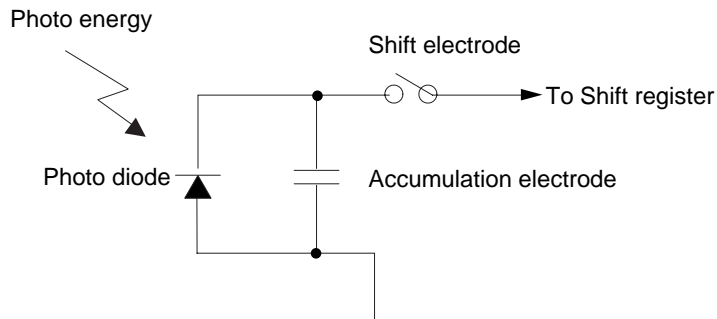 Photo energy
Shift electrode
To Shift register
Photo diode
Accumulation electrode